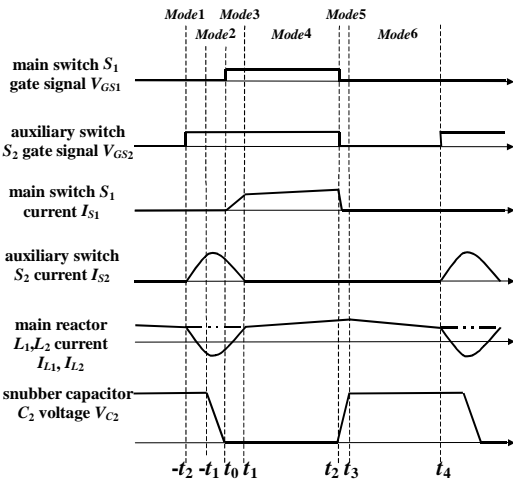 Mode1 Mode3 Mode5
Mode2 Mode4 Mode6
main switch S1
gate signal VGS1
auxiliary switch
S2 gate signal VGS2
main switch S1
current IS1
auxiliary switch
S2 current IS2
main reactor
L1,L2 current
IL1, IL2
snubber capacitor
C2 voltage VC2
-t2 -t1 t0 t1 t2 t3 t4